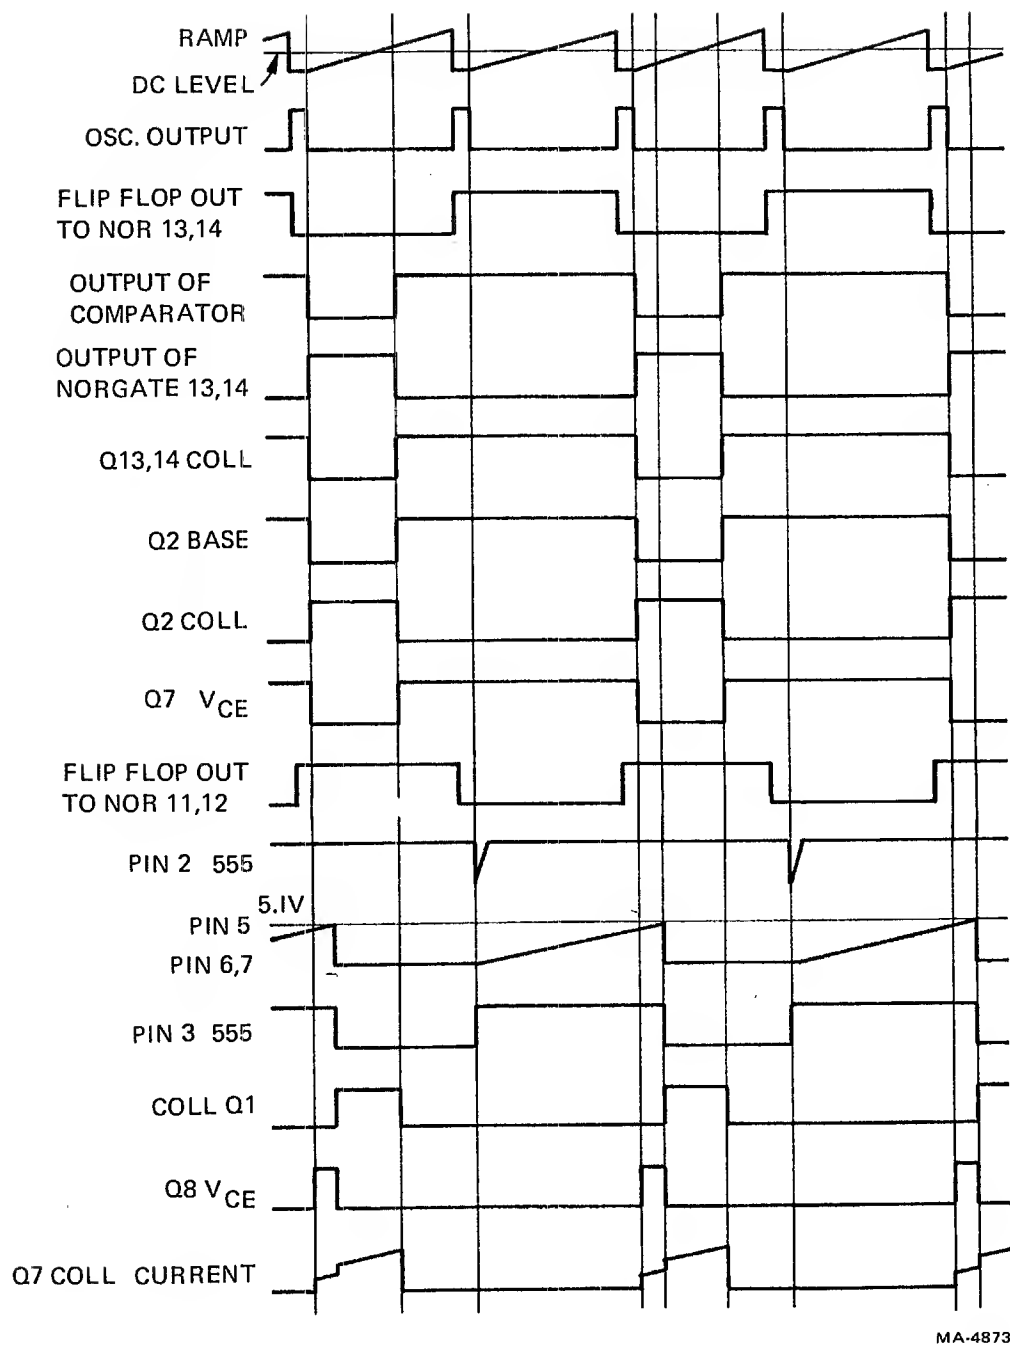 RAMP
DC LEVEL
OSC. OUTPUT
FLIP FLOP OUT
TO NOR 13,14
OUTPUT OF
COMPARATOR
OUTPUT OF
NORGATE 13,14
Q13,14 COLL
Q2 BASE
Q2 COLL
Q7 VCE
FLIP FLOP OUT
TO NOR 11,12
PIN 2 555
5.IV
PIN 5
PIN 6,7
PIN 3 555
COLL Q1
Q8 VCE
Q7 COLL CURRENT
MA-4873